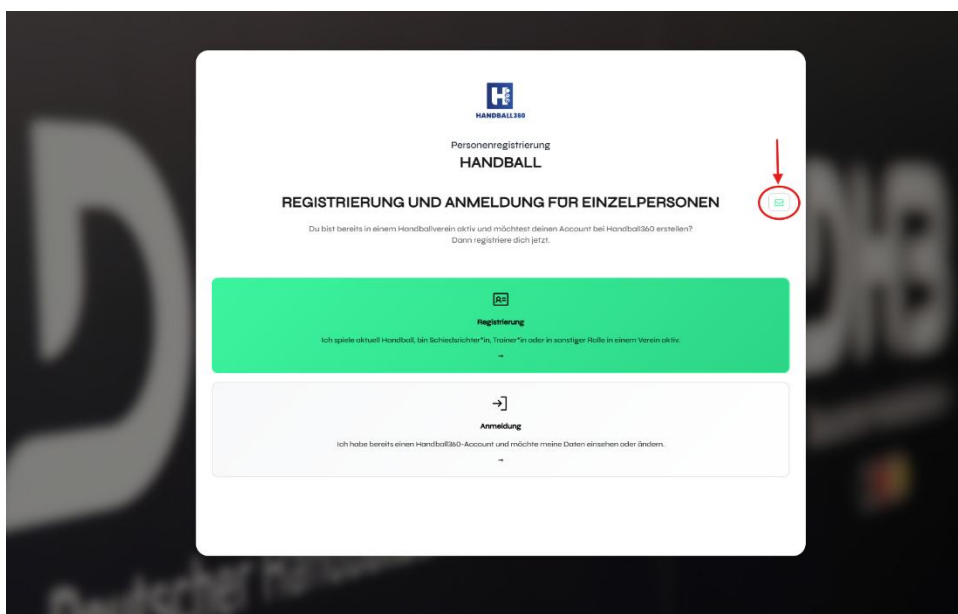 HANDBALL360
Personenregistrierung
HANDBALL
REGISTRIERUNG UND ANMELDUNG FÜR EINZELPERSONEN
Du bist bereits in einem Handballverein aktiv und möchtest deinen Account bei Handball360 erstellen?
Dann registriere dich jetzt.
Registrierung
Ich spiele aktuell Handball, bin Schiedsrichter*in, Trainer*in oder in sonstiger Rolle in einem Verein aktiv.
→
Anmeldung
Ich habe bereits einen Handball360-Account und möchte meine Daten einsehen oder ändern.
→
DHB
Deutscher